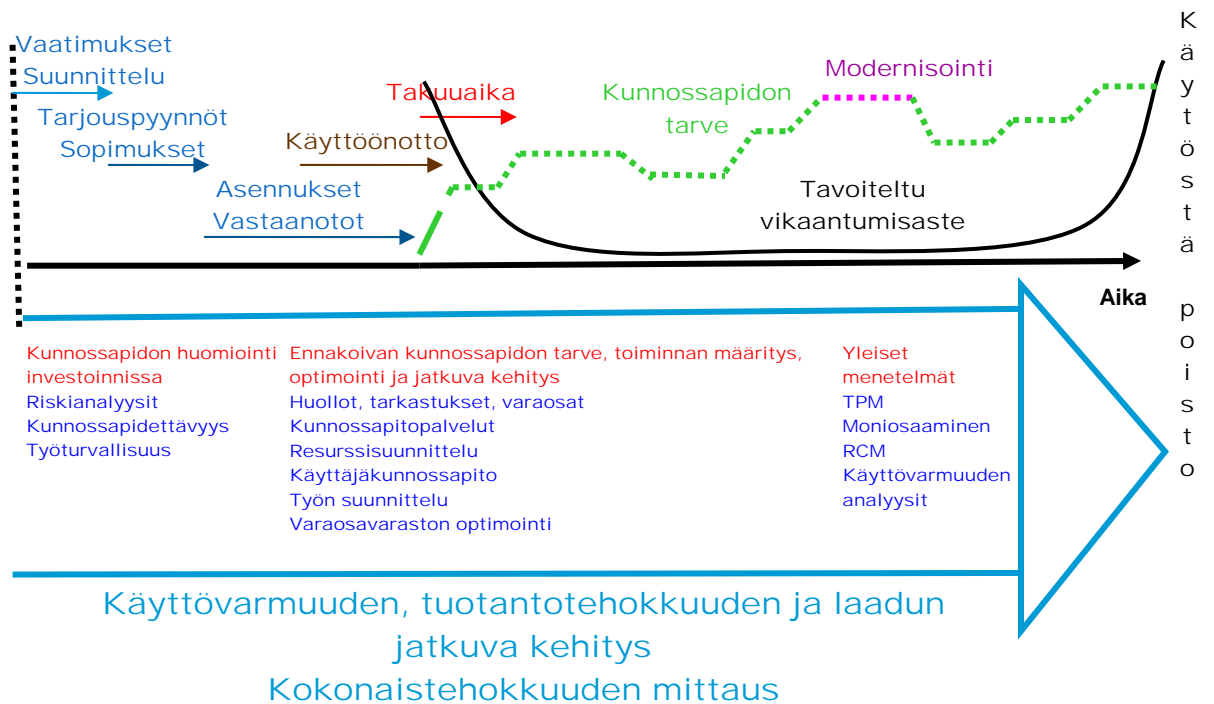 Vaatimukset
Suunnittelu
Tarjouspyynnöt
Sopimukset
Asennukset
Vastaanotot
Käyttöönotto
Takuuaika
Kunnossapidon
tarve
Modernisointi
Tavoiteltu
vikaantumisaste
Aika
Käytöstä poisto
Kunnossapidon huomiointi
investoinnissa
Riskianalyysit
Kunnossapidettävyys
Työturvallisuus
Ennakoivan kunnossapidon tarve, toiminnan määritys,
optimointi ja jatkuva kehitys
Huollot, tarkastukset, varaosat
Kunnossapitopalvelut
Resurssisuunnittelu
Käyttäjäkunnossapito
Työn suunnittelu
Varaosavaraston optimointi
Yleiset
menetelmät
TPM
Moniosaaminen
RCM
Käyttövarmuuden
analyysit
Käyttövarmuuden, tuotantotehokkuuden ja laadun
jatkuva kehitys
Kokonaistehokkuuden mittaus